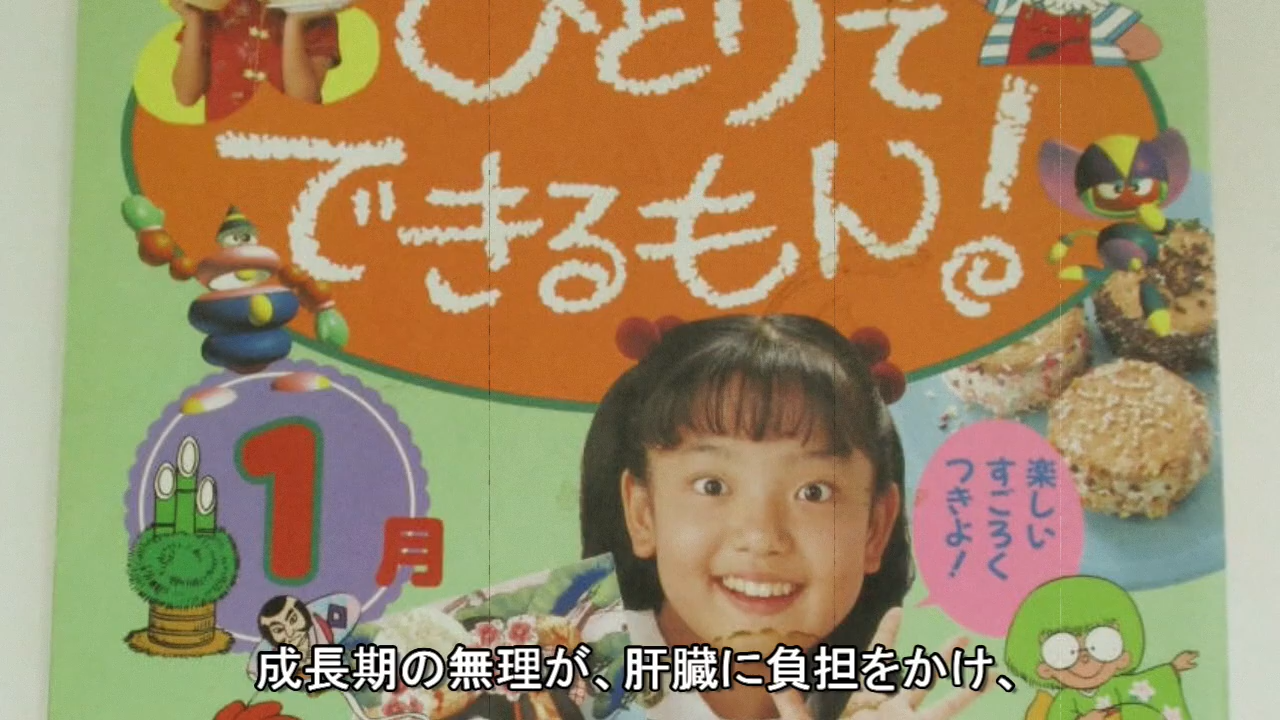 ひとりで
できるもん!
1月
楽しい
すごろく
つきよ!
成長期の無理が、肝臓に負担をかけ、